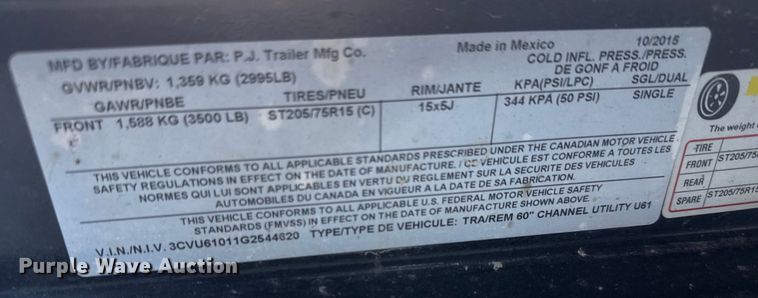 MFD BY/FABRIQUE PAR: P.J. Trailer Mfg Co. Made in Mexico 10/2015
GVWR/PNBV: 1,359 KG (2995LB) COLD INFL. PRESS./PRESS.
DE GONF A FROID
GAWR/PNBE TIRES/PNEU RIM/JANTE KPA(PSI/LPC) SGL/DUAL
FRONT 1,588 KG (3500 LB) ST205/75R15 (C) 15x5J 344 KPA (50 PSI) SINGLE
THIS VEHICLE CONFORMS TO ALL APPLICABLE STANDARDS PRESCRIBED UNDER THE CANADIAN MOTOR VEHICLE
SAFETY REGULATIONS IN EFFECT ON THE DATE OF MANUFACTURE. / CE VEHICULE EST CONFORME A TOUTES LES
NORMES QUI LUI SONT APPLICABLES EN VERTU DU REGLEMENT SUR LA SECURITE DES VEHICULES
AUTOMOBILES DU CANADA EN VIGUEUR A LA DATE DE SA FABRICATION.
THIS VEHICLE CONFORMS TO ALL APPLICABLE U.S. FEDERAL MOTOR VEHICLE SAFETY
STANDARDS (FMVSS) IN EFFECT ON THE DATE OF MANUFACTURE SHOWN ABOVE.
V.I.N./N.I.V. 3CVU61011G2544620 TYPE/TYPE DE VEHICULE: TRA/REM 60" CHANNEL UTILITY U61
The weight
TIRE
FRONT ST205/75
REAR
SPARE ST205/75R15
Purple Wave Auction